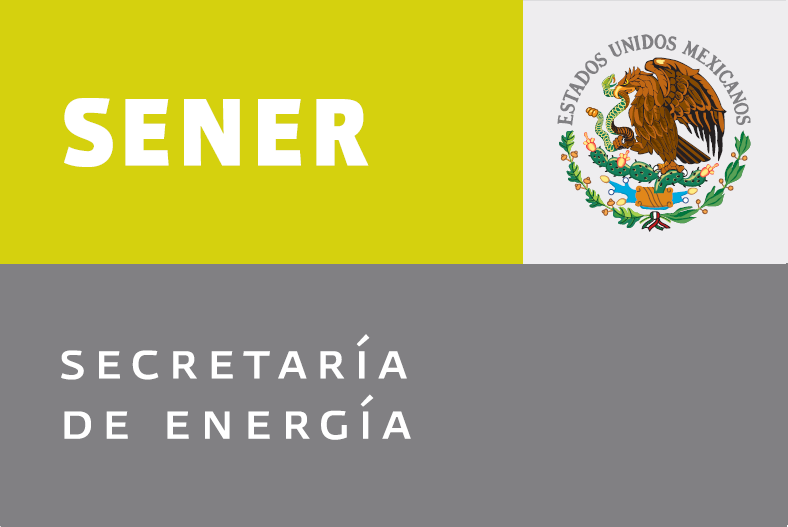 SENER
ESTADOS UNIDOS MEXICANOS
SECRETARÍA
DE ENERGÍA